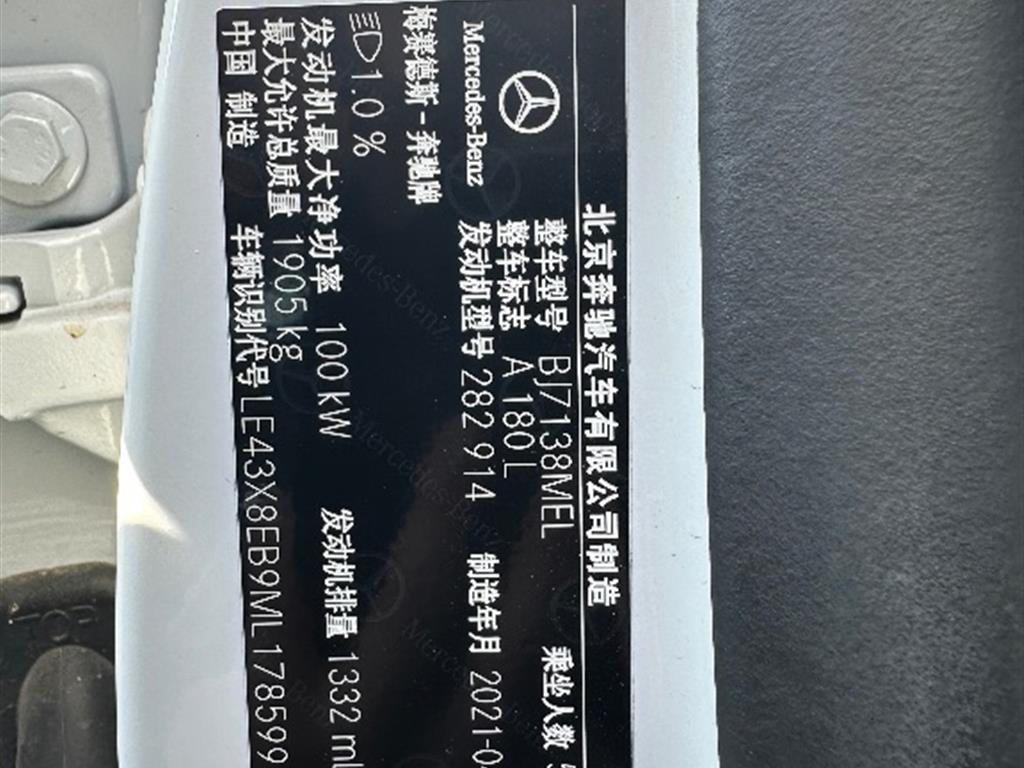 北京奔驰汽车有限公司制造
Mercedes-Benz
整车型号 BJ7138MEL 乘坐人数 5
整车标志 A 180 L
发动机型号 282 914 制造年月 2021-04
梅赛德斯-奔驰牌
1.0 %
发动机最大净功率 100 kW 发动机排量 1332 ml
最大允许总质量 1905 kg
中国 制造 车辆识别代号 LE43X8EB9ML178599
TOP